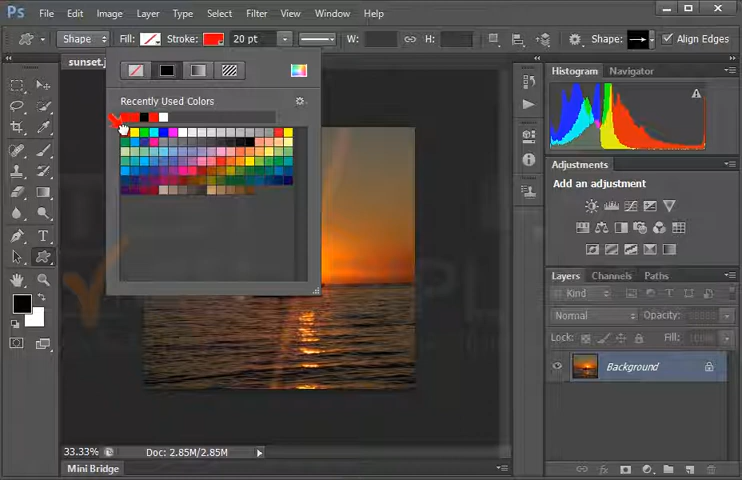 Ps File Edit Image Layer Type Select Filter View Window Help
Shape Fill: Stroke: 20 pt W: H: Shape: Align Edges
sunset.j
Recently Used Colors
Histogram Navigator
Adjustments
Add an adjustment
Layers Channels Paths
Kind
Normal Opacity:
Lock: Fill:
Background
33.33% Doc: 2.85M/2.85M
Mini Bridge